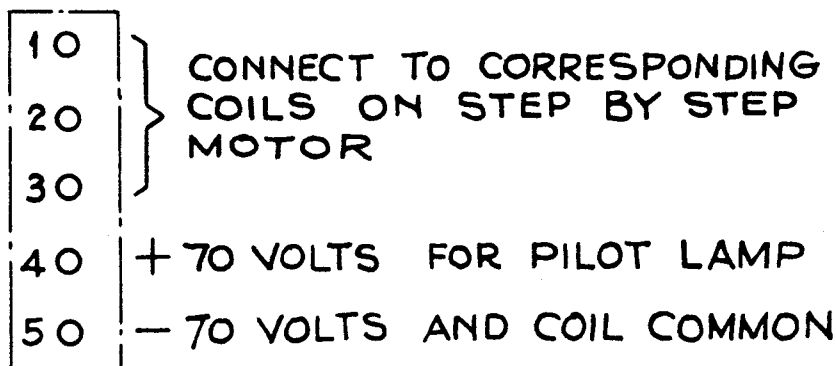 1 O
CONNECT TO CORRESPONDING
2 O
COILS ON STEP BY STEP
MOTOR
3 O
4 O + 70 VOLTS FOR PILOT LAMP
5 O - 70 VOLTS AND COIL COMMON